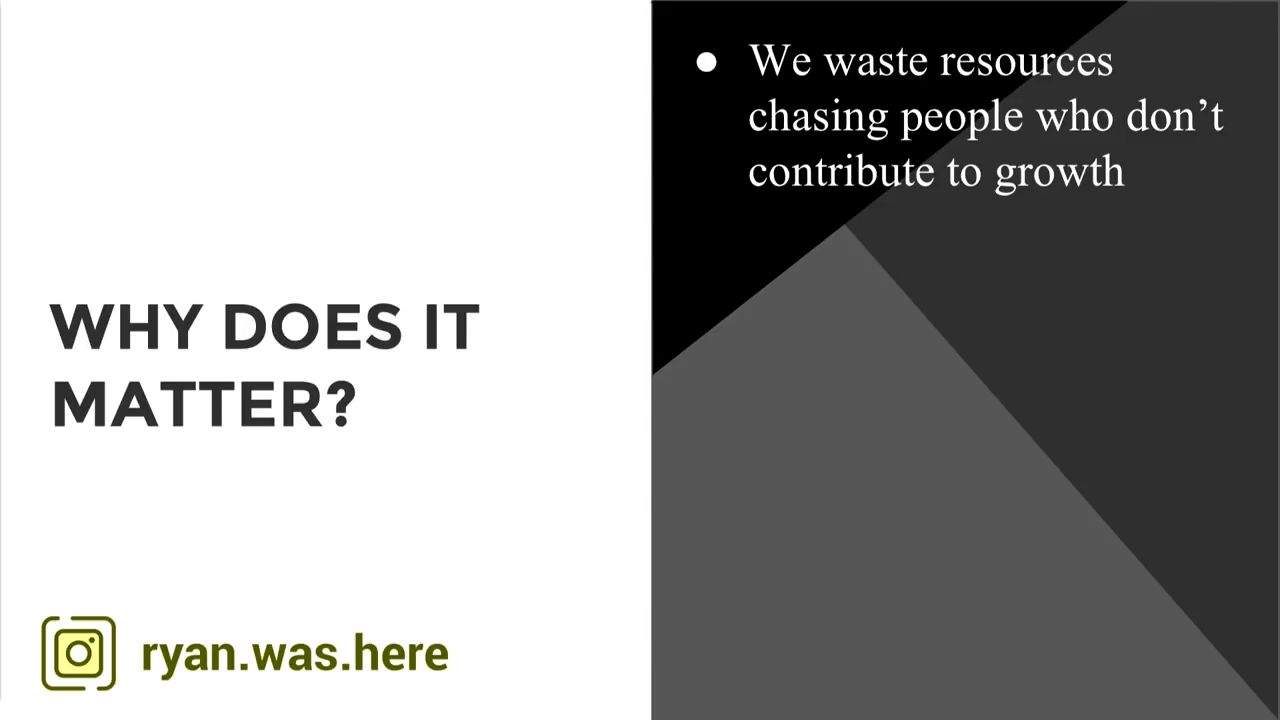 WHY DOES IT
MATTER?
● We waste resources
chasing people who don’t
contribute to growth
ryan.was.here